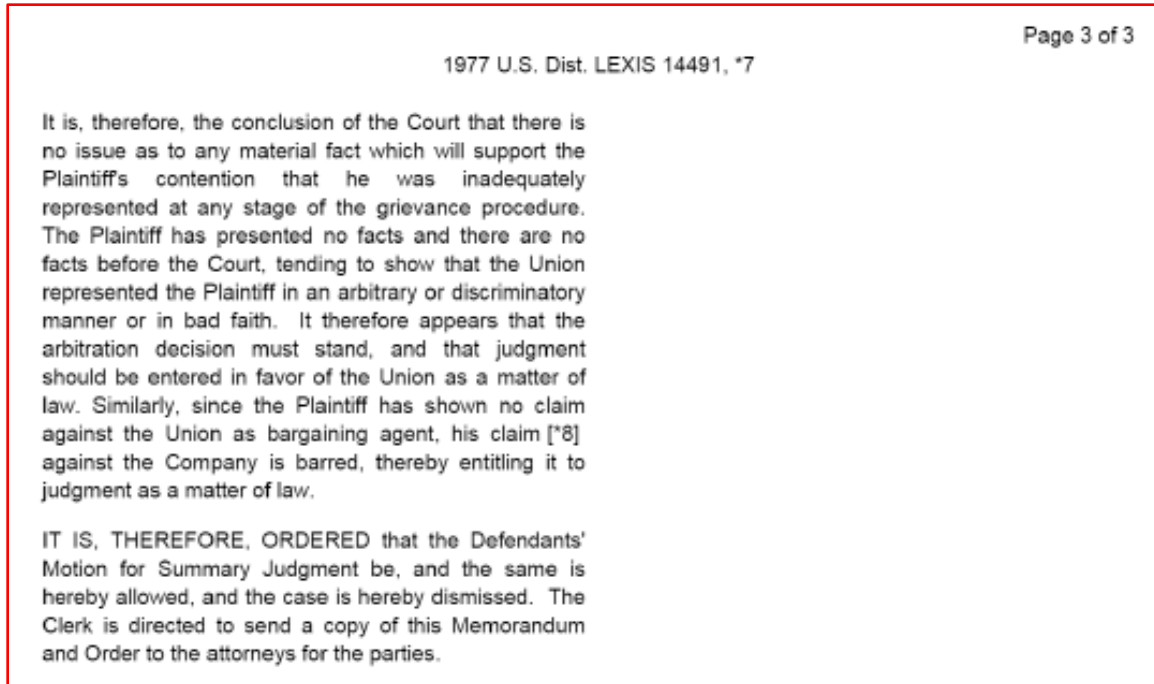 Page 3 of 3
1977 U.S. Dist. LEXIS 14491, *7
It is, therefore, the conclusion of the Court that there is
no issue as to any material fact which will support the
Plaintiff's contention that he was inadequately
represented at any stage of the grievance procedure.
The Plaintiff has presented no facts and there are no
facts before the Court, tending to show that the Union
represented the Plaintiff in an arbitrary or discriminatory
manner or in bad faith. It therefore appears that the
arbitration decision must stand, and that judgment
should be entered in favor of the Union as a matter of
law. Similarly, since the Plaintiff has shown no claim
against the Union as bargaining agent, his claim [*8]
against the Company is barred, thereby entitling it to
judgment as a matter of law.
IT IS, THEREFORE, ORDERED that the Defendants'
Motion for Summary Judgment be, and the same is
hereby allowed, and the case is hereby dismissed. The
Clerk is directed to send a copy of this Memorandum
and Order to the attorneys for the parties.